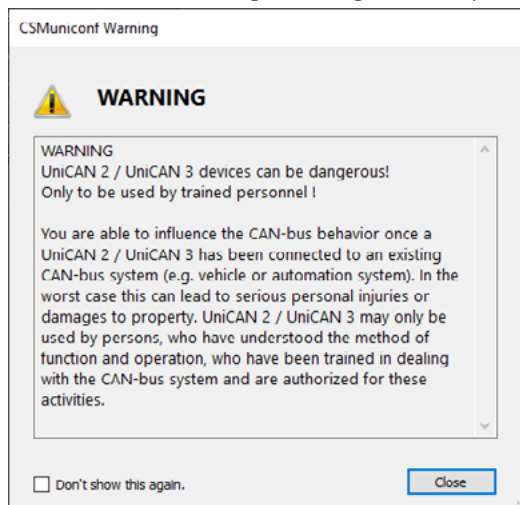 CSMuniconf Warning
WARNING
WARNING
UniCAN 2 / UniCAN 3 devices can be dangerous!
Only to be used by trained personnel !
You are able to influence the CAN-bus behavior once a
UniCAN 2 / UniCAN 3 has been connected to an existing
CAN-bus system (e.g. vehicle or automation system). In the
worst case this can lead to serious personal injuries or
damages to property. UniCAN 2 / UniCAN 3 may only be
used by persons, who have understood the method of
function and operation, who have been trained in dealing
with the CAN-bus system and are authorized for these
activities.
Don't show this again.
Close